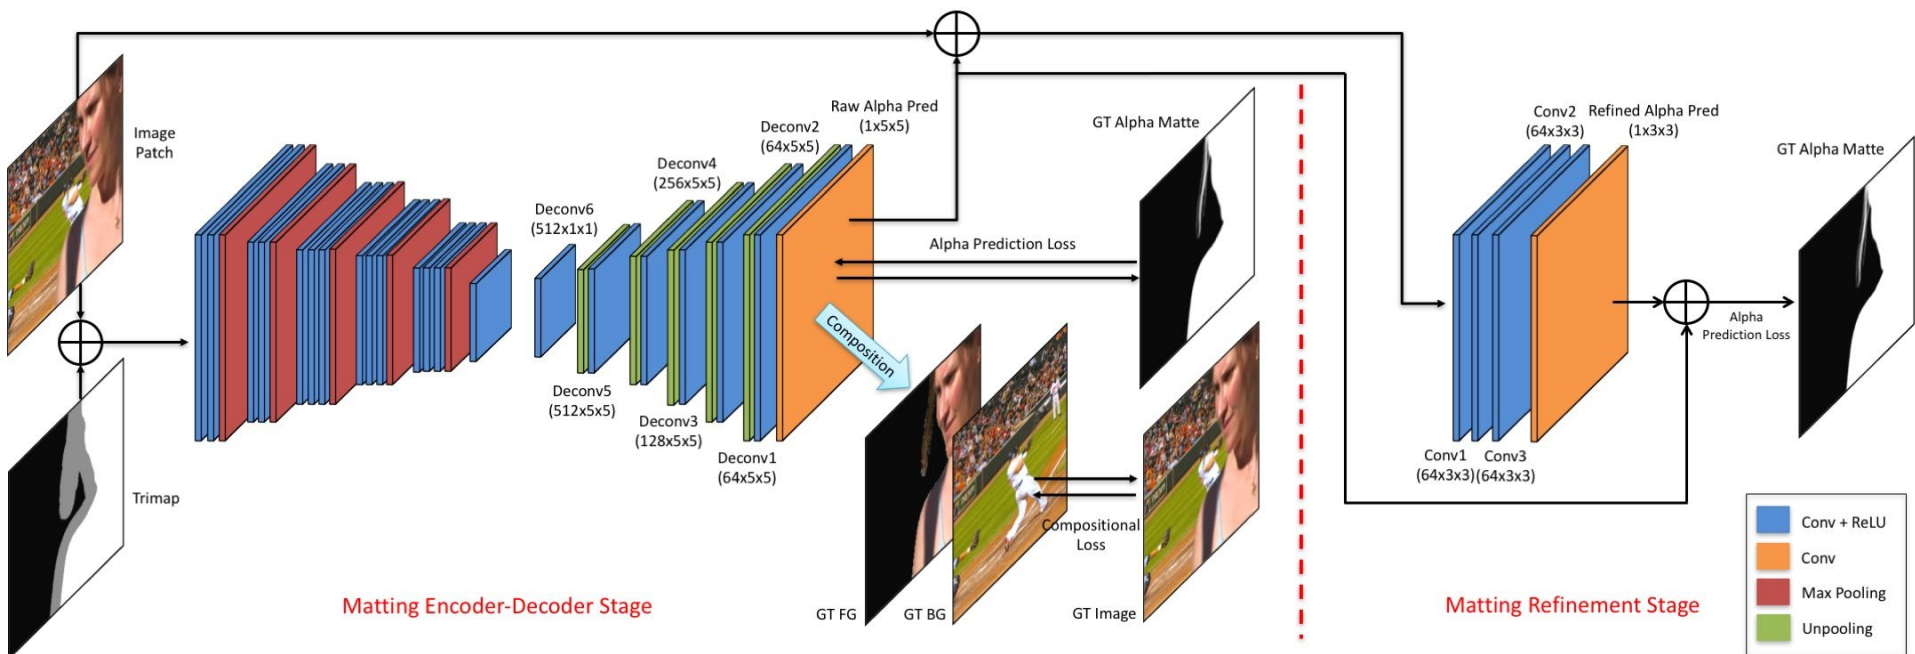 Image
Patch
Trimap
Deconv6
(512x1x1)
Deconv5
(512x5x5)
Deconv4
(256x5x5)
Deconv3
(128x5x5)
Deconv2
(64x5x5)
Deconv1
(64x5x5)
Raw Alpha Pred
(1x5x5)
Composition
Alpha Prediction Loss
GT Alpha Matte
GT FG
GT BG
Compositional
Loss
GT Image
Matting Encoder-Decoder Stage
Conv1
(64x3x3)
Conv2
(64x3x3)
Conv3
(64x3x3)
Refined Alpha Pred
(1x3x3)
Alpha
Prediction Loss
GT Alpha Matte
Matting Refinement Stage
Conv + ReLU
Conv
Max Pooling
Unpooling